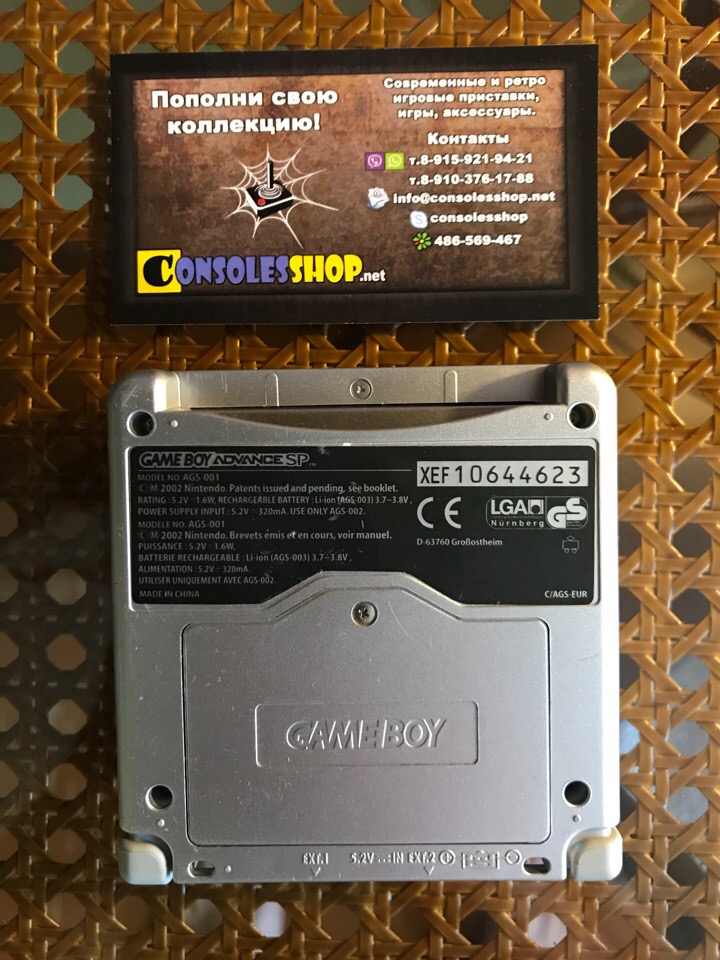 Пополни свою
коллекцию!
CONSOLESSHOP.net
Современные и ретро
игровые приставки,
игры, аксессуары.
Контакты
т.8-915-921-94-21
т.8-910-376-17-88
info@consolesshop.net
consolesshop
486-569-467
GAME BOY ADVANCE SP TM
MODEL NO. AGS-001
©,M 2002 Nintendo. Patents issued and pending, see booklet.
RATING : 5.2V⎓1.6W, RECHARGEABLE BATTERY : Li-ion (AGS-003) 3.7⎓3.8V,
POWER SUPPLY INPUT : 5.2V⎓320mA. USE ONLY AGS-002.
MODELE NO. AGS-001
©,M 2002 Nintendo. Brevets émis et en cours, voir manuel.
PUISSANCE : 5.2V⎓1.6W,
BATTERIE RECHARGEABLE : Li-ion (AGS-003) 3.7⎓3.8V,
ALIMENTATION : 5.2V⎓320mA.
UTILISER UNIQUEMENT AVEC AGS-002.
MADE IN CHINA
XEF10644623
CE
LGA
Nürnberg
GS
D-63760 Großostheim
C/AGS-EUR
GAME BOY
EXT.1 5.2V⎓IN EXT.2